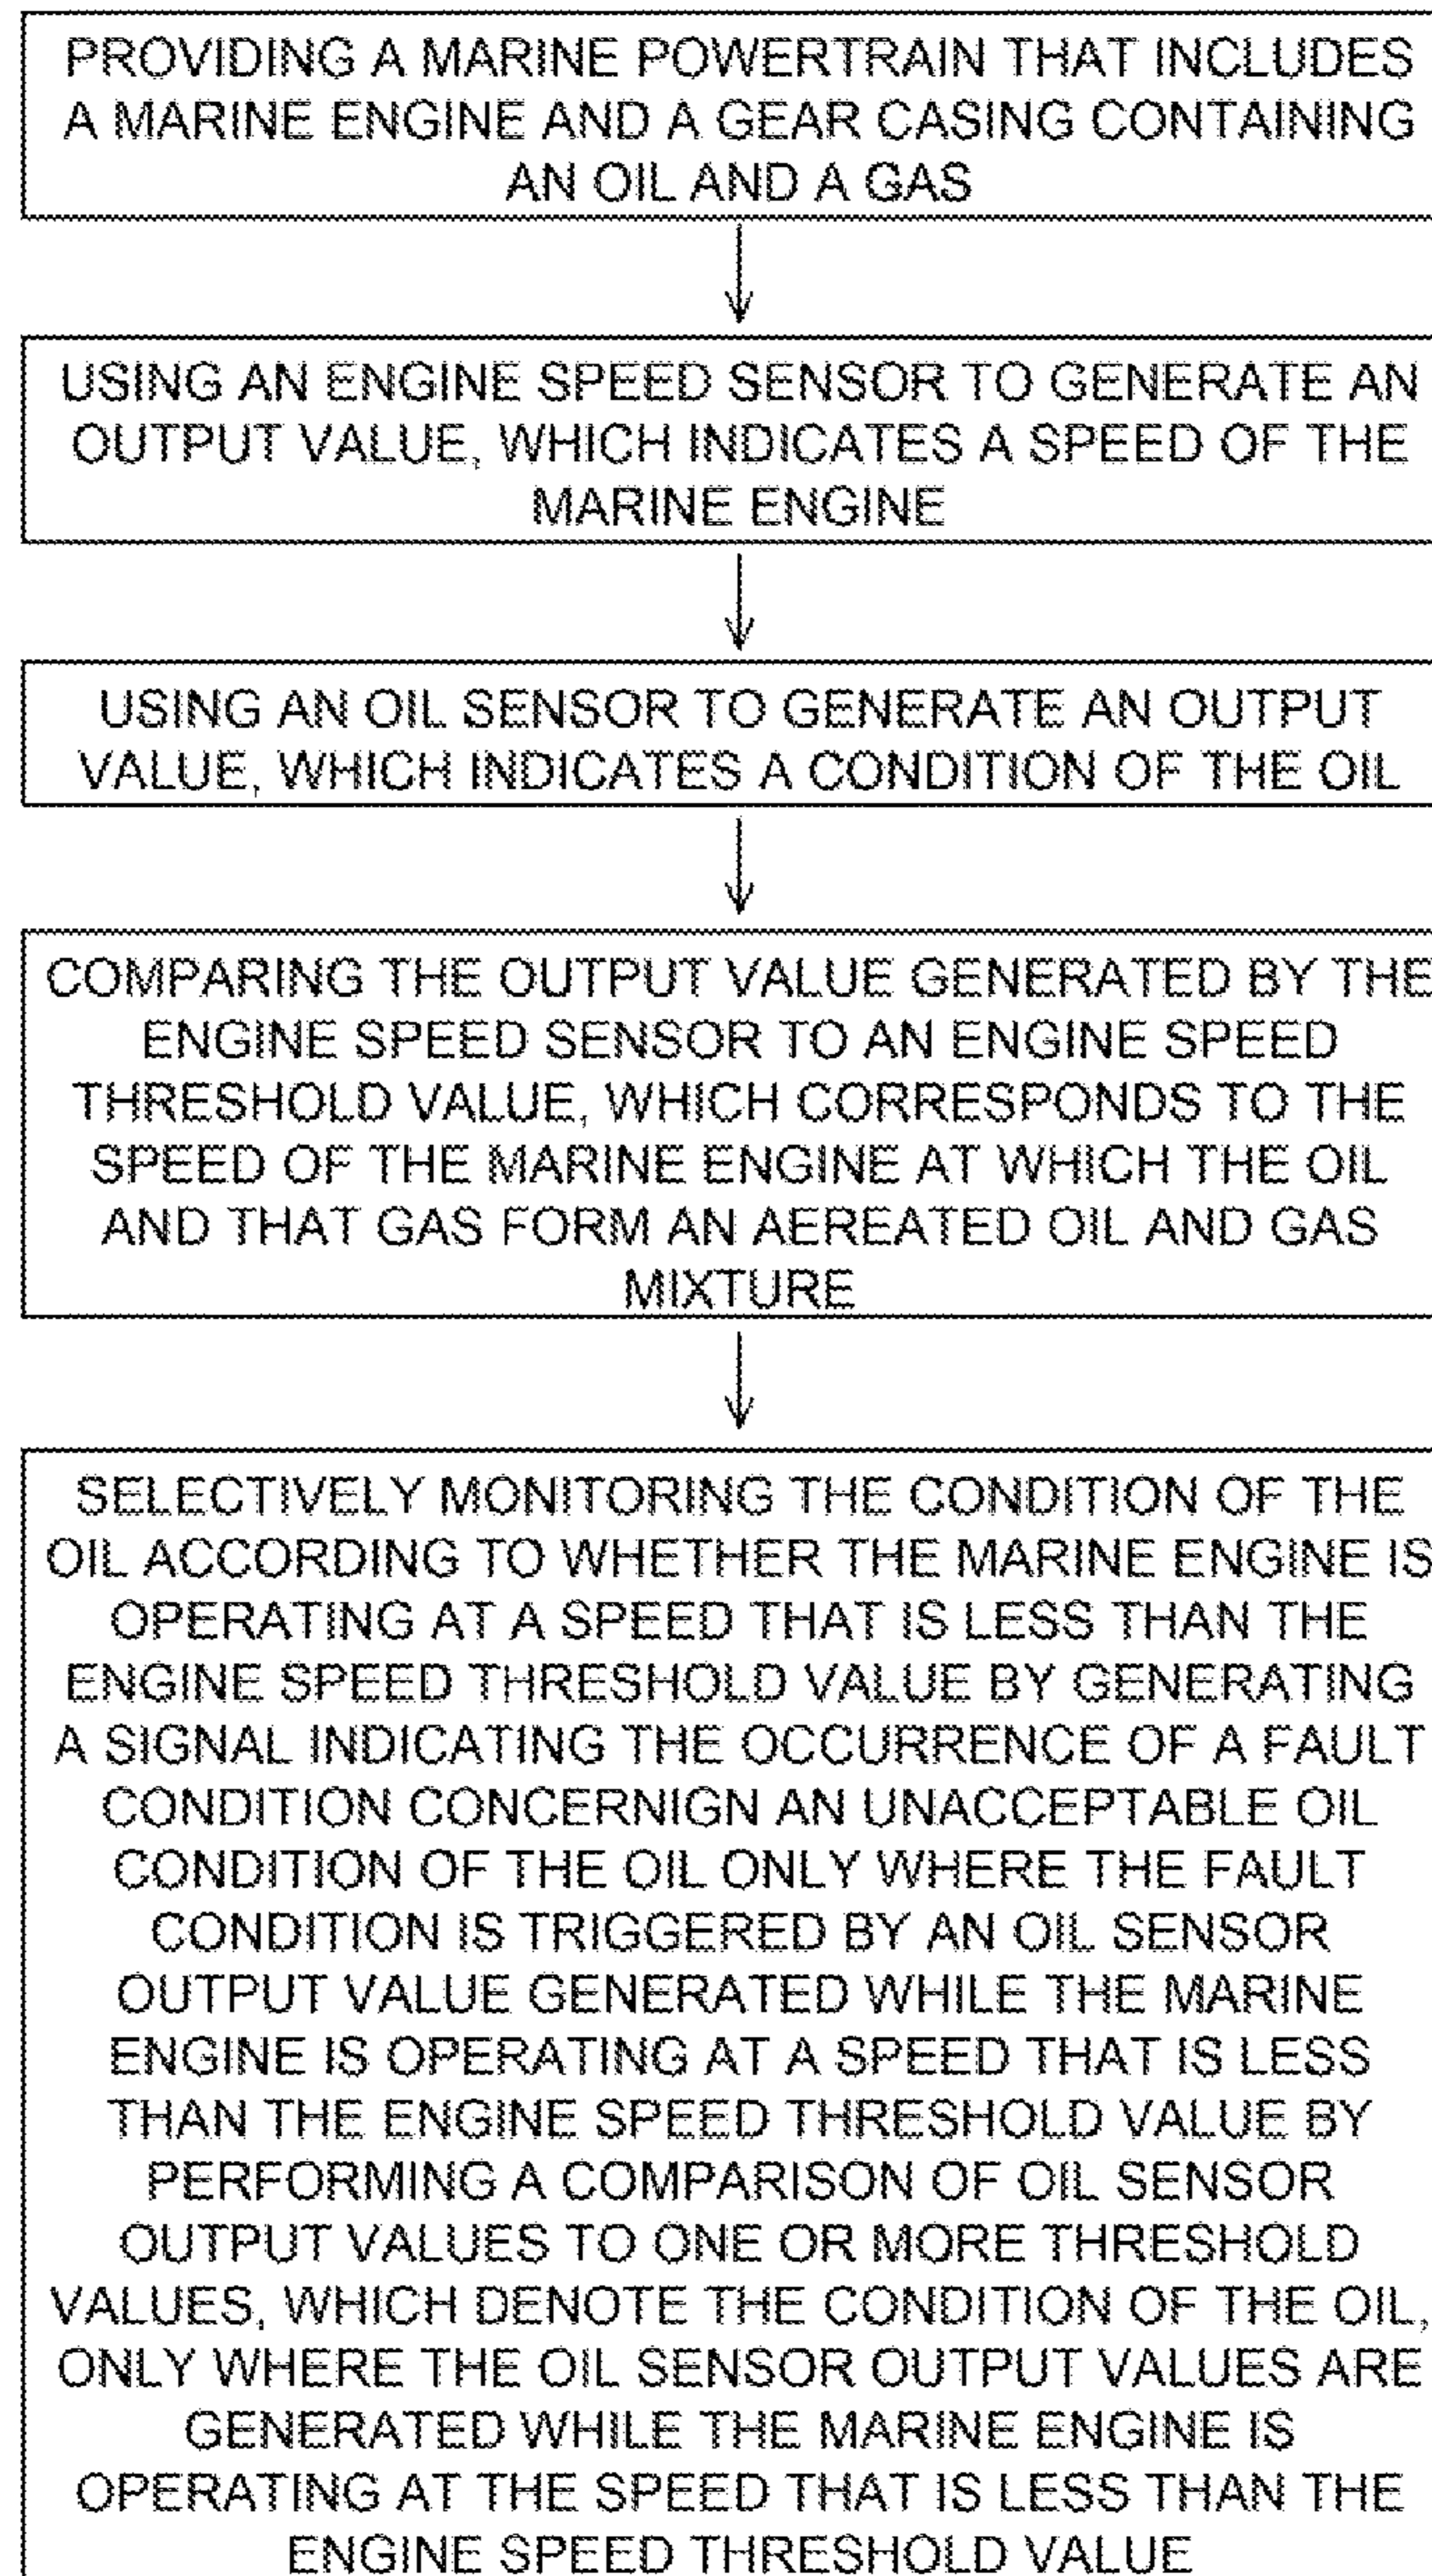 PROVIDING A MARINE POWERTRAIN THAT INCLUDES
A MARINE ENGINE AND A GEAR CASING CONTAINING
AN OIL AND A GAS
USING AN ENGINE SPEED SENSOR TO GENERATE AN
OUTPUT VALUE, WHICH INDICATES A SPEED OF THE
MARINE ENGINE
USING AN OIL SENSOR TO GENERATE AN OUTPUT
VALUE, WHICH INDICATES A CONDITION OF THE OIL
COMPARING THE OUTPUT VALUE GENERATED BY THE
ENGINE SPEED SENSOR TO AN ENGINE SPEED
THRESHOLD VALUE, WHICH CORRESPONDS TO THE
SPEED OF THE MARINE ENGINE AT WHICH THE OIL
AND THAT GAS FORM AN AEREATED OIL AND GAS
MIXTURE
SELECTIVELY MONITORING THE CONDITION OF THE
OIL ACCORDING TO WHETHER THE MARINE ENGINE IS
OPERATING AT A SPEED THAT IS LESS THAN THE
ENGINE SPEED THRESHOLD VALUE BY GENERATING
A SIGNAL INDICATING THE OCCURRENCE OF A FAULT
CONDITION CONCERNIGN AN UNACCEPTABLE OIL
CONDITION OF THE OIL ONLY WHERE THE FAULT
CONDITION IS TRIGGERED BY AN OIL SENSOR
OUTPUT VALUE GENERATED WHILE THE MARINE
ENGINE IS OPERATING AT A SPEED THAT IS LESS
THAN THE ENGINE SPEED THRESHOLD VALUE BY
PERFORMING A COMPARISON OF OIL SENSOR
OUTPUT VALUES TO ONE OR MORE THRESHOLD
VALUES, WHICH DENOTE THE CONDITION OF THE OIL,
ONLY WHERE THE OIL SENSOR OUTPUT VALUES ARE
GENERATED WHILE THE MARINE ENGINE IS
OPERATING AT THE SPEED THAT IS LESS THAN THE
ENGINE SPEED THRESHOLD VALUE